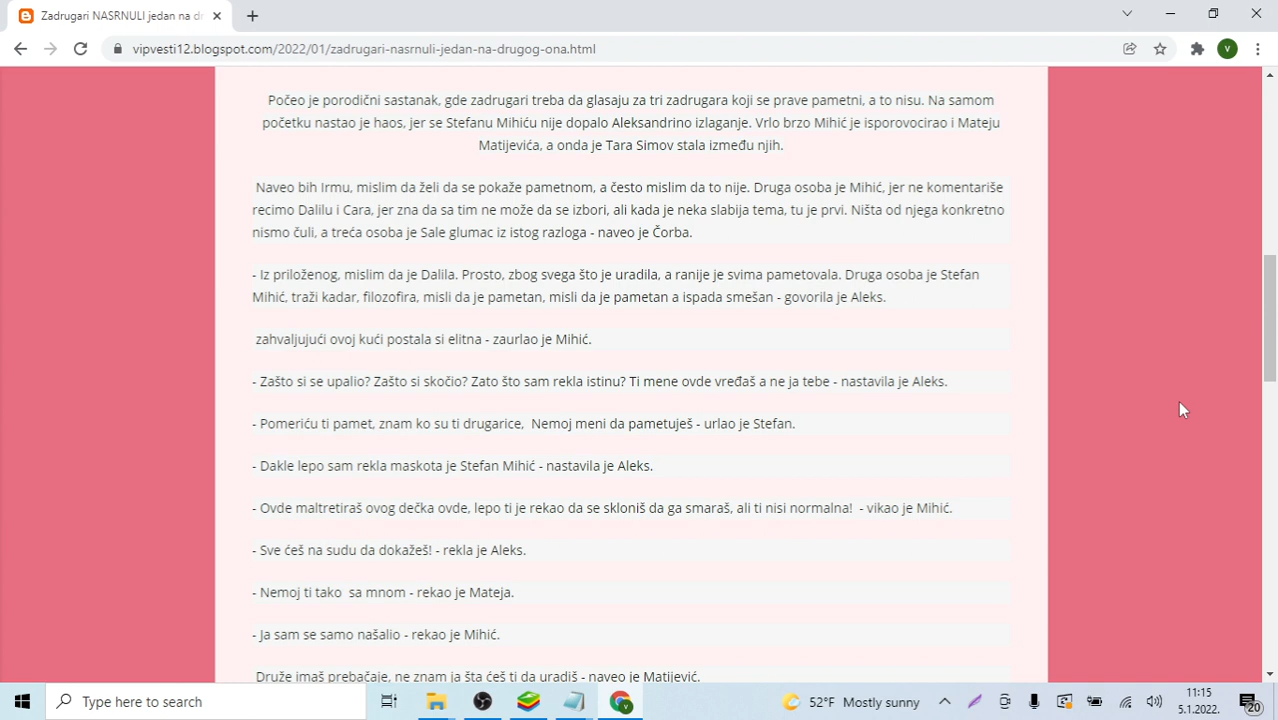 Zadrugari NASRNULI jedan na dr
vipvesti12.blogspot.com/2022/01/zadrugari-nasrnuli-jedan-na-drugog-ona.html
V
Počeo je porodični sastanak, gde zadrugari treba da glasaju za tri zadrugara koji se prave pametni, a to nisu. Na samom
početku nastao je haos, jer se Stefanu Mihiću nije dopalo Aleksandrino izlaganje. Vrlo brzo Mihić je isporovocirao i Mateju
Matijevića, a onda je Tara Simov stala između njih.
Naveo bih Irmu, mislim da želi da se pokaže pametnom, a često mislim da to nije. Druga osoba je Mihić, jer ne komentariše
recimo Dalilu i Cara, jer zna da sa tim ne može da se izbori, ali kada je neka slabija tema, tu je prvi. Ništa od njega konkretno
nismo čuli, a treća osoba je Sale glumac iz istog razloga - naveo je Čorba.
- Iz priloženog, mislim da je Dalila. Prosto, zbog svega što je uradila, a ranije je svima pametovala. Druga osoba je Stefan
Mihić, traži kadar, filozofira, misli da je pametan, misli da je pametan a ispada smešan - govorila je Aleks.
zahvaljujući ovoj kući postala si elitna - zaurlao je Mihić.
- Zašto si se upalio? Zašto si skočio? Zato što sam rekla istinu? Ti mene ovde vređaš a ne ja tebe - nastavila je Aleks.
- Pomeriću ti pamet, znam ko su ti drugarice, Nemoj meni da pametuješ - urlao je Stefan.
- Dakle lepo sam rekla maskota je Stefan Mihić - nastavila je Aleks.
- Ovde maltretiraš ovog dečka ovde, lepo ti je rekao da se skloniš da ga smaraš, ali ti nisi normalna! - vikao je Mihić.
- Sve ćeš na sudu da dokažeš! - rekla je Aleks.
- Nemoj ti tako sa mnom - rekao je Mateja.
- Ja sam se samo našalio - rekao je Mihić.
Druže imaš prebačaje, ne znam ja šta ćeš ti da uradiš - naveo je Matijević.
Type here to search
52°F Mostly sunny
11:15
5.1.2022.
20